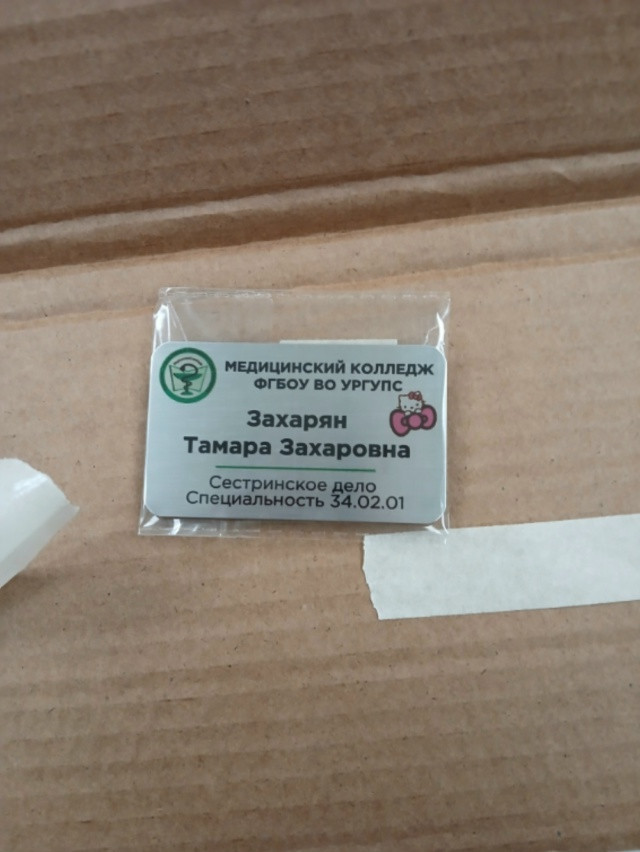 МЕДИЦИНСКИЙ КОЛЛЕДЖ
ФГБОУ ВО УРГУПС
Захарян
Тамара Захаровна
Сестринское дело
Специальность 34.02.01